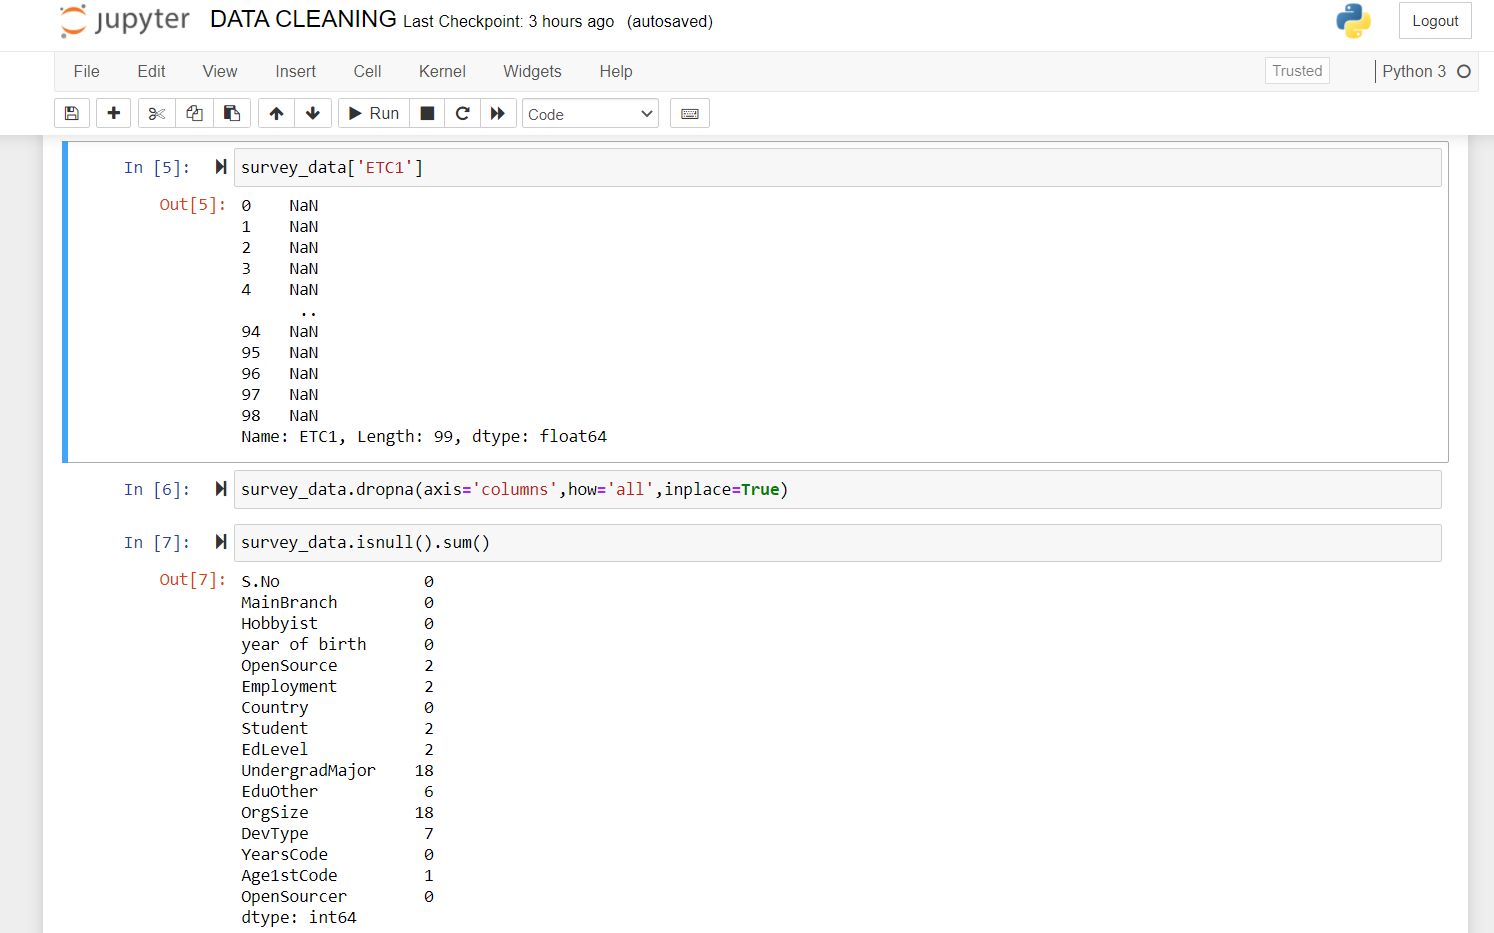 jupyter DATA CLEANING Last Checkpoint: 3 hours ago (autosaved) Logout
File Edit View Insert Cell Kernel Widgets Help Trusted Python 3
Run Code
In [5]: survey_data['ETC1']
Out[5]: 0 NaN
1 NaN
2 NaN
3 NaN
4 NaN
..
94 NaN
95 NaN
96 NaN
97 NaN
98 NaN
Name: ETC1, Length: 99, dtype: float64
In [6]: survey_data.dropna(axis='columns',how='all',inplace=True)
In [7]: survey_data.isnull().sum()
Out[7]: S.No 0
MainBranch 0
Hobbyist 0
year of birth 0
OpenSource 2
Employment 2
Country 0
Student 2
EdLevel 2
UndergradMajor 18
EduOther 6
OrgSize 18
DevType 7
YearsCode 0
Age1stCode 1
OpenSourcer 0
dtype: int64